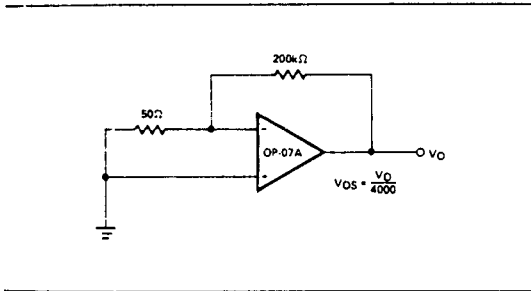 200kΩ
50Ω
-
OP-07A
+
VO
VOS = VO/4000